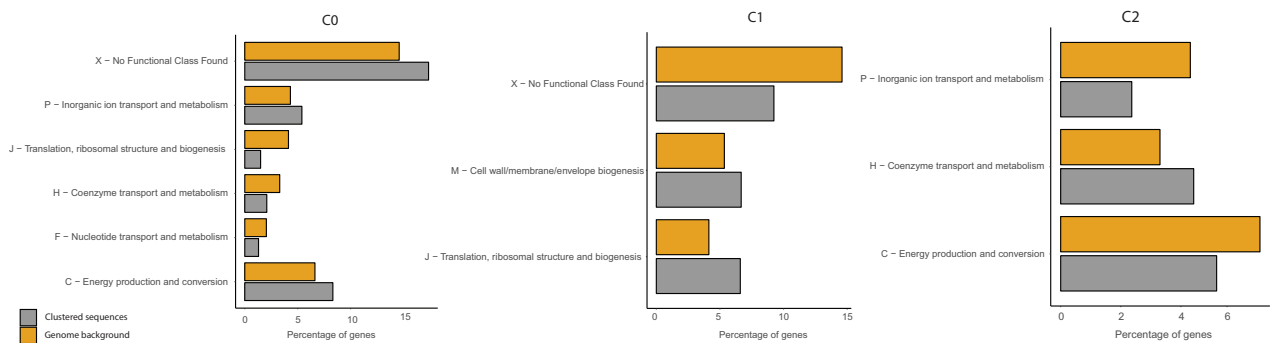 C0
X − No Functional Class Found
P − Inorganic ion transport and metabolism
J − Translation, ribosomal structure and biogenesis
H − Coenzyme transport and metabolism
F − Nucleotide transport and metabolism
C − Energy production and conversion
0 5 10 15
Percentage of genes
Clustered sequences
Genome background
C1
X − No Functional Class Found
M − Cell wall/membrane/envelope biogenesis
J − Translation, ribosomal structure and biogenesis
0 5 10 15
Percentage of genes
C2
P − Inorganic ion transport and metabolism
H − Coenzyme transport and metabolism
C − Energy production and conversion
0 2 4 6
Percentage of genes